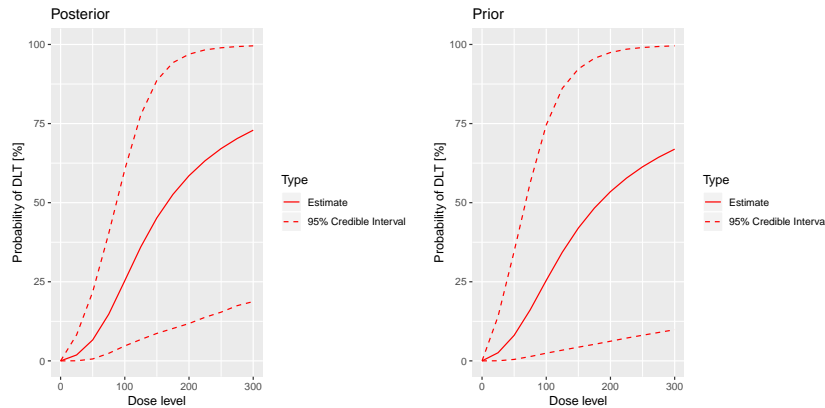 Posterior
100
75
50
25
0
Probability of DLT [%]
0
100
200
300
Dose level
Type
Estimate
95% Credible Interval
Prior
100
75
50
25
0
Probability of DLT [%]
0
100
200
300
Dose level
Type
Estimate
95% Credible Interva